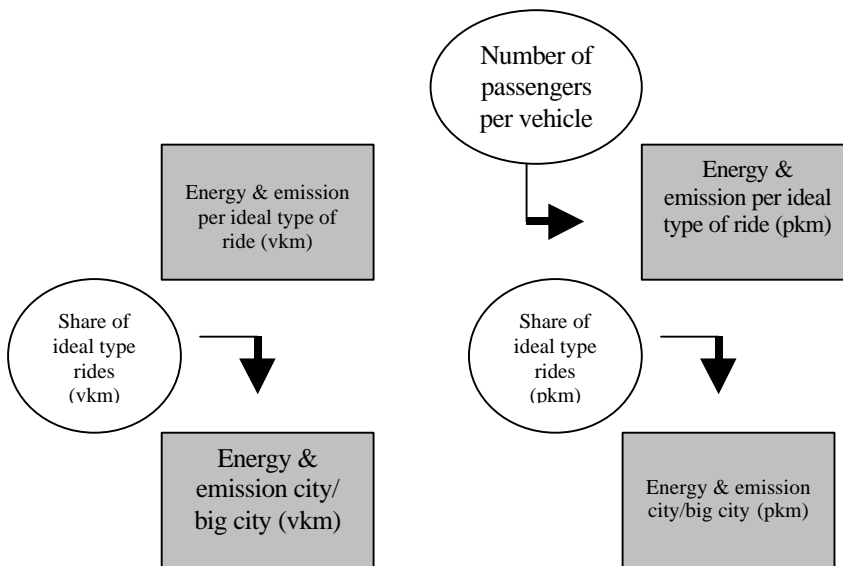 Number of
passengers
per vehicle
Energy & emission
per ideal type of
ride (vkm)
Energy &
emission per ideal
type of ride (pkm)
Share of
ideal type
rides
(vkm)
Share of
ideal type
rides
(pkm)
Energy &
emission city/
big city (vkm)
Energy & emission
city/big city (pkm)